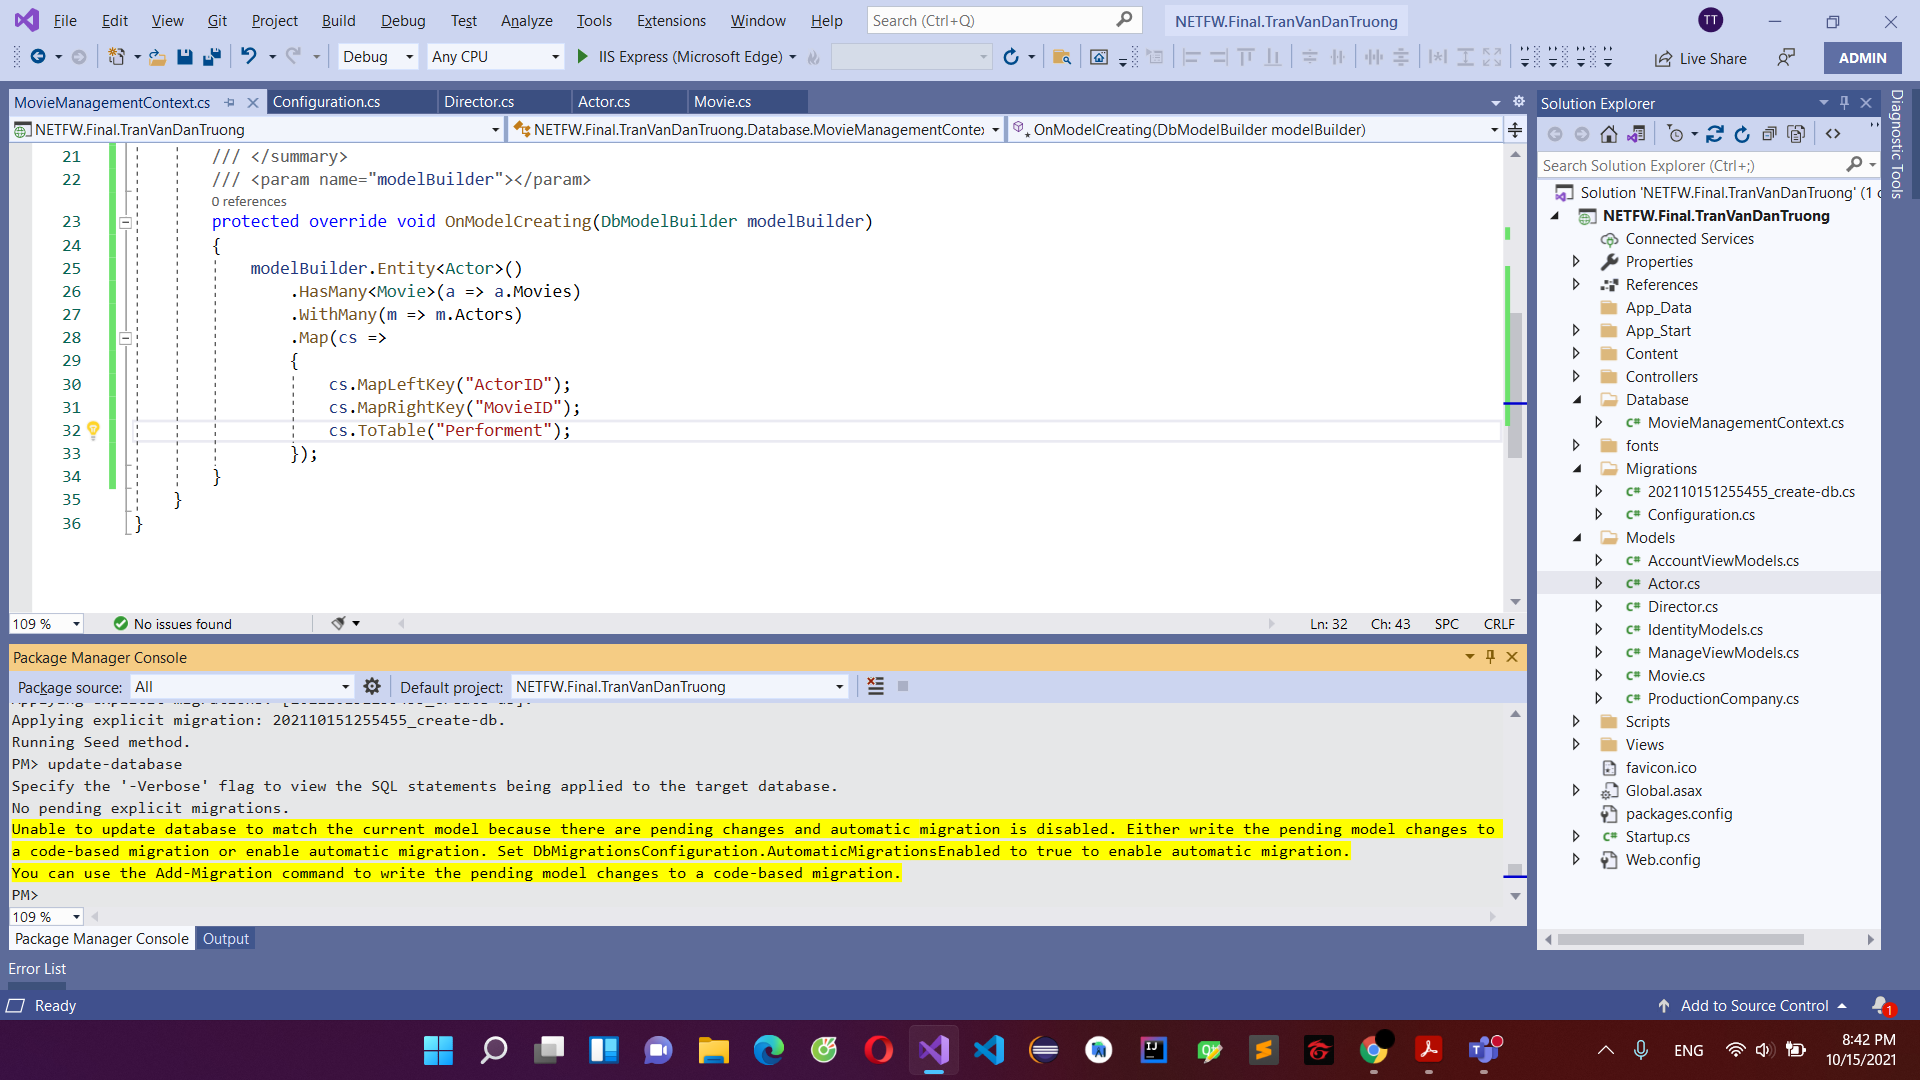 File Edit View Git Project Build Debug Test Analyze Tools Extensions Window Help Search (Ctrl+Q) NETFW.Final.TranVanDanTruong TT
Debug Any CPU IIS Express (Microsoft Edge) Live Share ADMIN
MovieManagementContext.cs Configuration.cs Director.cs Actor.cs Movie.cs
NETFW.Final.TranVanDanTruong NETFW.Final.TranVanDanTruong.Database.MovieManagementConte OnModelCreating(DbModelBuilder modelBuilder)
21 /// </summary>
22 /// <param name="modelBuilder"></param>
0 references
23 protected override void OnModelCreating(DbModelBuilder modelBuilder)
24 {
25 modelBuilder.Entity<Actor>()
26 .HasMany<Movie>(a => a.Movies)
27 .WithMany(m => m.Actors)
28 .Map(cs =>
29 {
30 cs.MapLeftKey("ActorID");
31 cs.MapRightKey("MovieID");
32 cs.ToTable("Performent");
33 });
34 }
35 }
36 }
109 % No issues found Ln: 32 Ch: 43 SPC CRLF
Package Manager Console
Package source: All Default project: NETFW.Final.TranVanDanTruong
Applying explicit migration: 202110151255455_create-db.
Running Seed method.
PM> update-database
Specify the '-Verbose' flag to view the SQL statements being applied to the target database.
No pending explicit migrations.
Unable to update database to match the current model because there are pending changes and automatic migration is disabled. Either write the pending model changes to
a code-based migration or enable automatic migration. Set DbMigrationsConfiguration.AutomaticMigrationsEnabled to true to enable automatic migration.
You can use the Add-Migration command to write the pending model changes to a code-based migration.
PM>
109 %
Package Manager Console Output
Error List
Solution Explorer
Search Solution Explorer (Ctrl+;)
Solution 'NETFW.Final.TranVanDanTruong' (1
NETFW.Final.TranVanDanTruong
Connected Services
Properties
References
App_Data
App_Start
Content
Controllers
Database
MovieManagementContext.cs
fonts
Migrations
202110151255455_create-db.cs
Configuration.cs
Models
AccountViewModels.cs
Actor.cs
Director.cs
IdentityModels.cs
ManageViewModels.cs
Movie.cs
ProductionCompany.cs
Scripts
Views
favicon.ico
Global.asax
packages.config
Startup.cs
Web.config
Diagnostic Tools
Ready Add to Source Control 1
ENG 8:42 PM
10/15/2021